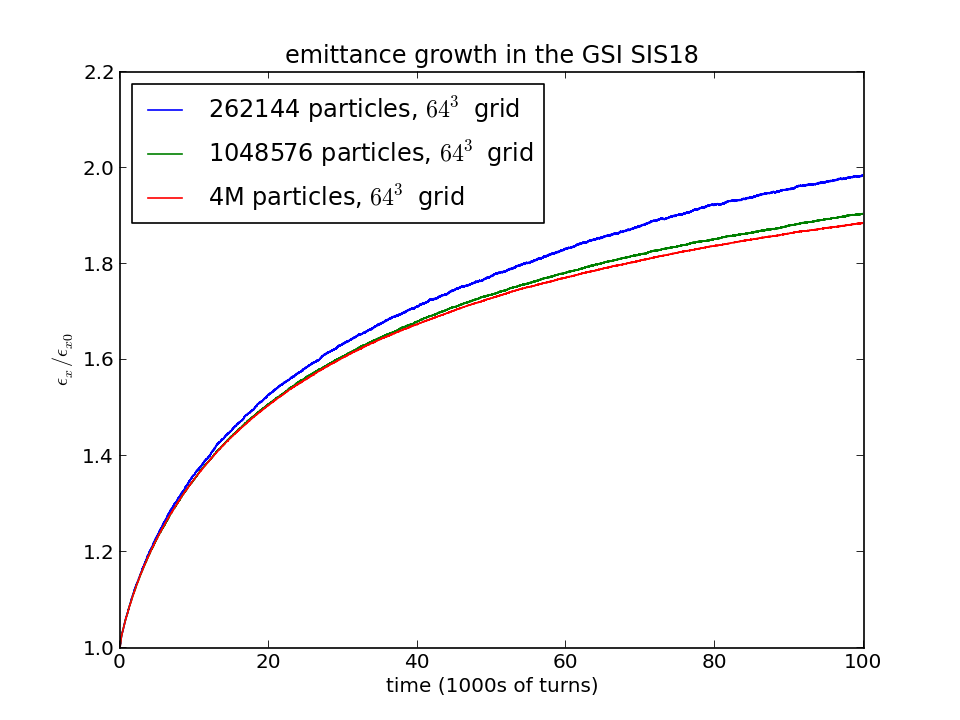 emittance growth in the GSI SIS18
262144 particles, 64³ grid
1048576 particles, 64³ grid
4M particles, 64³ grid
2.2
2.0
1.8
1.6
1.4
1.2
1.0
ϵx/ϵx0
0 20 40 60 80 100
time (1000s of turns)